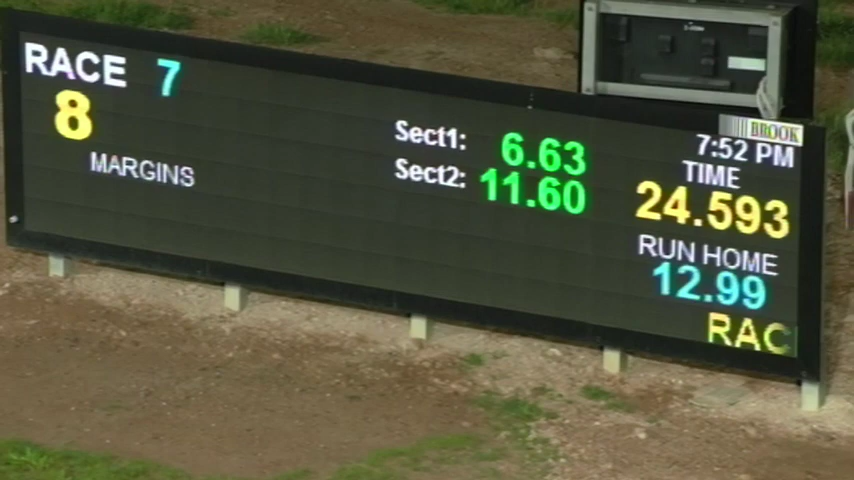 RACE 7
8
MARGINS
Sect1: 6.63
Sect2: 11.60
BROOK
7:52 PM
TIME
24.593
RUN HOME
12.99
RAC